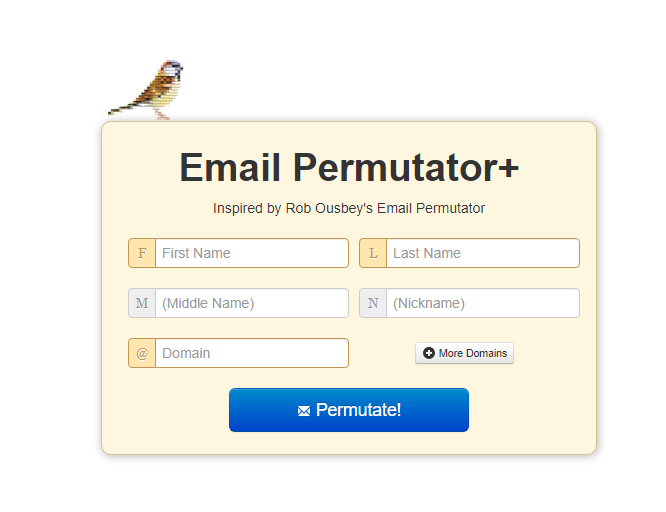 Email Permutator+
Inspired by Rob Ousbey's Email Permutator
F First Name
L Last Name
M (Middle Name)
N (Nickname)
@ Domain
More Domains
Permutate!